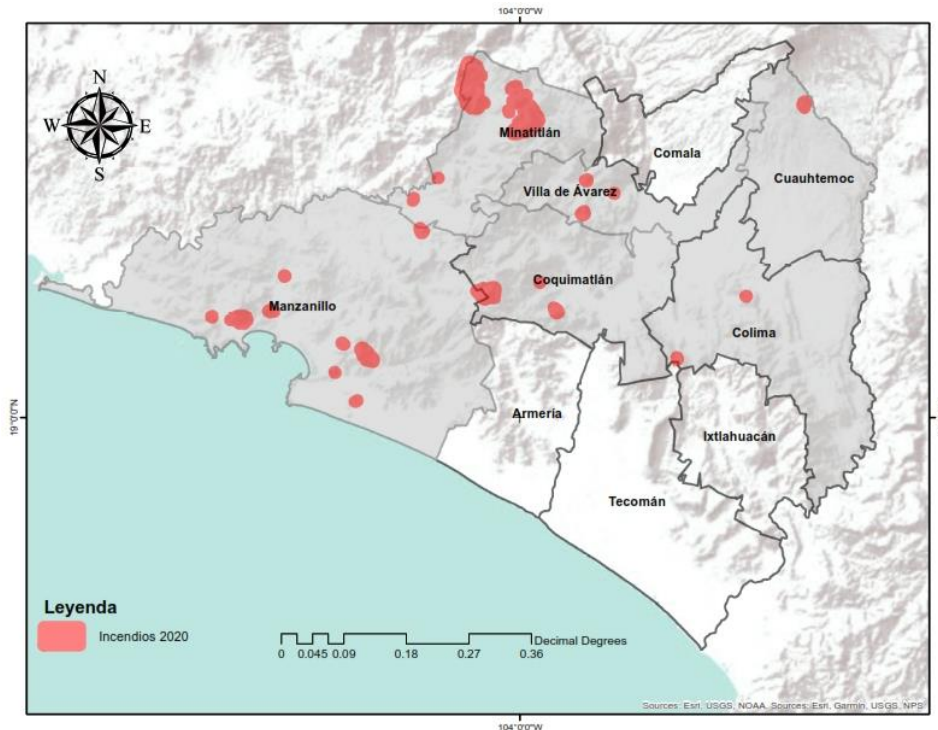 104°0'0"W
N
W
E
S
Minatitlán
Comala
Cuauhtemoc
Villa de Ávarez
Coquimatlán
Manzanillo
Colima
19°0'0"N
Armería
Ixtlahuacán
Tecomán
Leyenda
Incendios 2020
Decimal Degrees
0 0.045 0.09 0.18 0.27 0.36
Sources: Esri, USGS, NOAA, Sources: Esri, Garmin, USGS, NPS
104°0'0"W